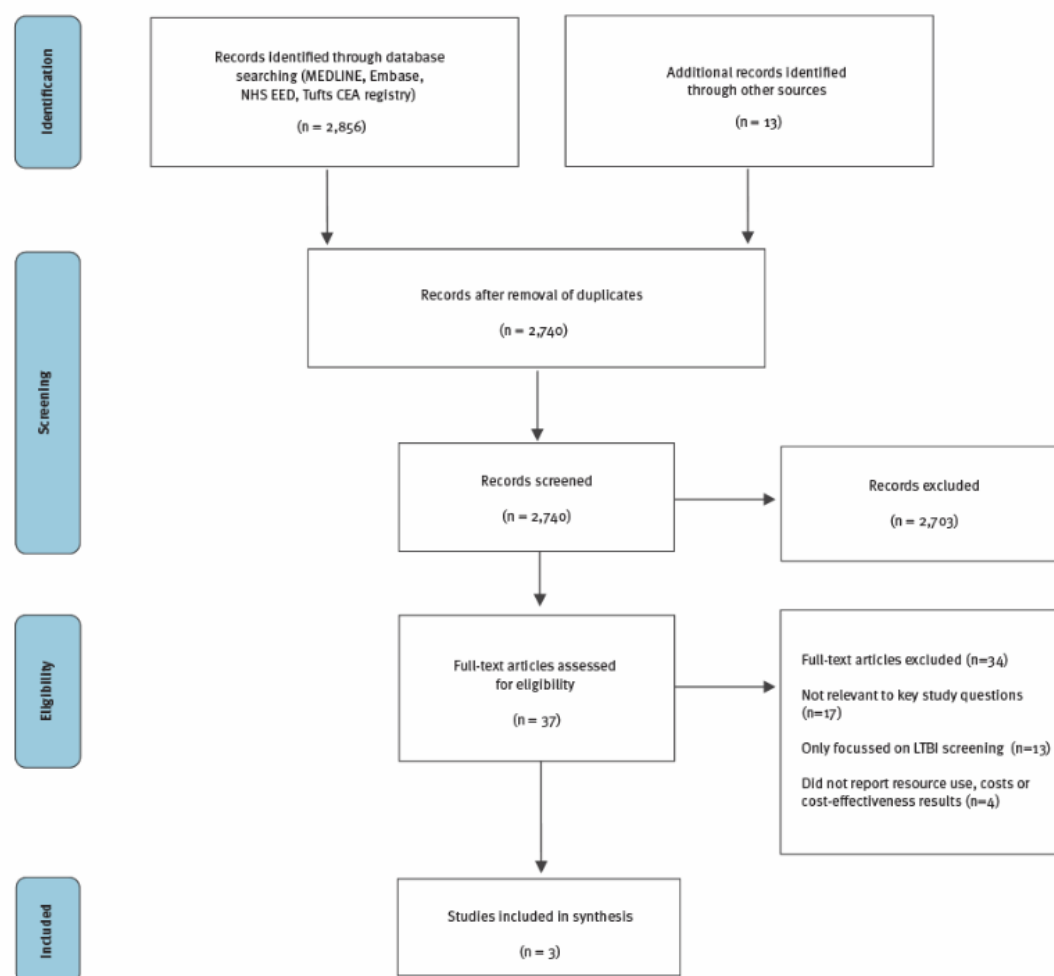 Identification
Records identified through database
searching (MEDLINE, Embase,
NHS EED, Tufts CEA registry)
(n = 2,856)
Additional records identified
through other sources
(n = 13)
Screening
Records after removal of duplicates
(n = 2,740)
Records screened
(n = 2,740)
Records excluded
(n = 2,703)
Eligibility
Full-text articles assessed
for eligibility
(n = 37)
Full-text articles excluded (n=34)
Not relevant to key study questions
(n=17)
Only focussed on LTBI screening (n=13)
Did not report resource use, costs or
cost-effectiveness results (n=4)
Included
Studies included in synthesis
(n = 3)